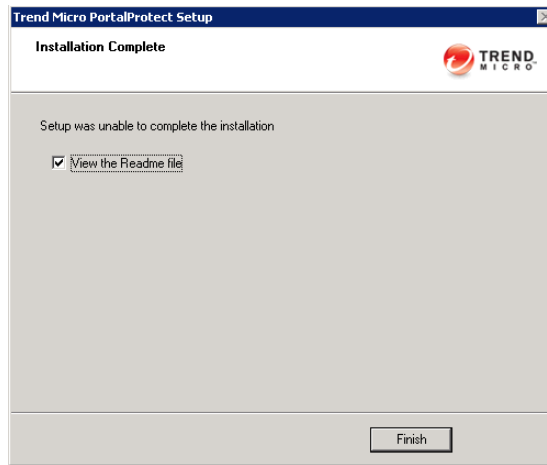 Trend Micro PortalProtect Setup
Installation Complete
TREND
MICRO
Setup was unable to complete the installation
View the Readme file
Finish